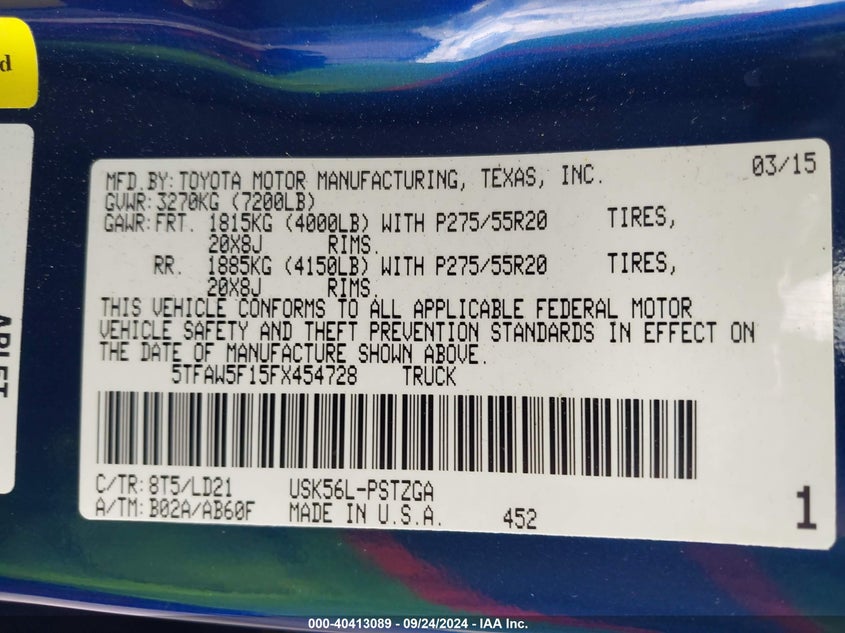 d
MFD.BY:TOYOTA MOTOR MANUFACTURING, TEXAS, INC. 03/15
GVWR:3270KG (7200LB)
GAWR:FRT. 1815KG (4000LB) WITH P275/55R20 TIRES,
20X8J RIMS.
RR. 1885KG (4150LB) WITH P275/55R20 TIRES,
20X8J RIMS.
THIS VEHICLE CONFORMS TO ALL APPLICABLE FEDERAL MOTOR
VEHICLE SAFETY AND THEFT PREVENTION STANDARDS IN EFFECT ON
THE DATE OF MANUFACTURE SHOWN ABOVE.
5TFAW5F15FX454728 TRUCK
C/TR:8T5/LD21 USK56L-PSTZGA
A/TM:B02A/AB60F MADE IN U.S.A. 452 1
000-40413089 - 09/24/2024 - IAA Inc.